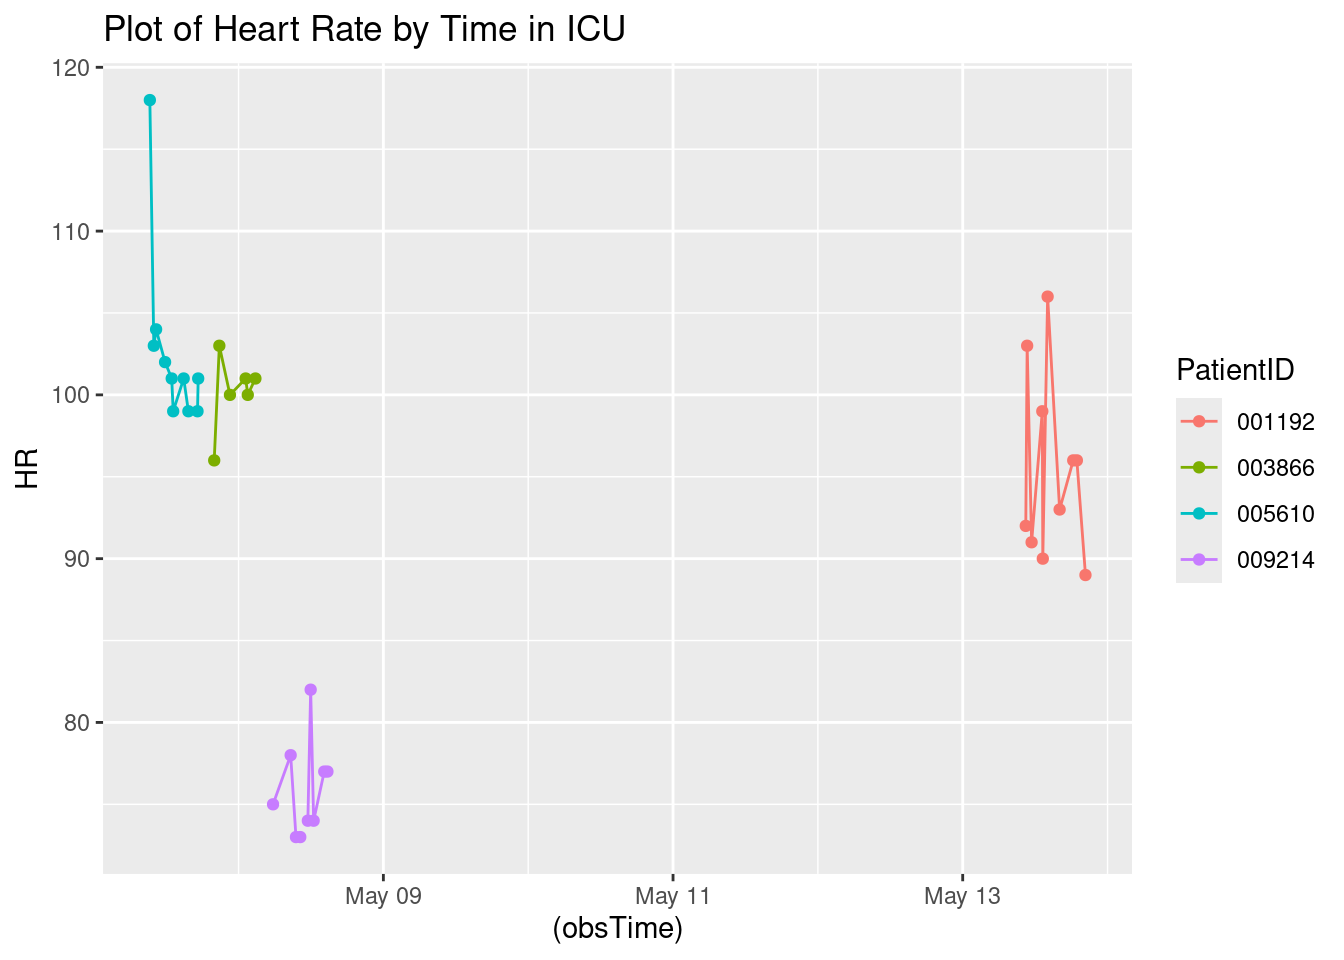 Plot of Heart Rate by Time in ICU
120
110
100
90
80
HR
May 09
May 11
May 13
(obsTime)
PatientID
001192
003866
005610
009214